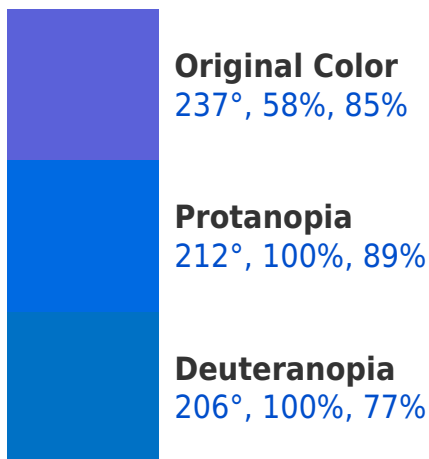 Original Color
237°, 58%, 85%
Protanopia
212°, 100%, 89%
Deuteranopia
206°, 100%, 77%